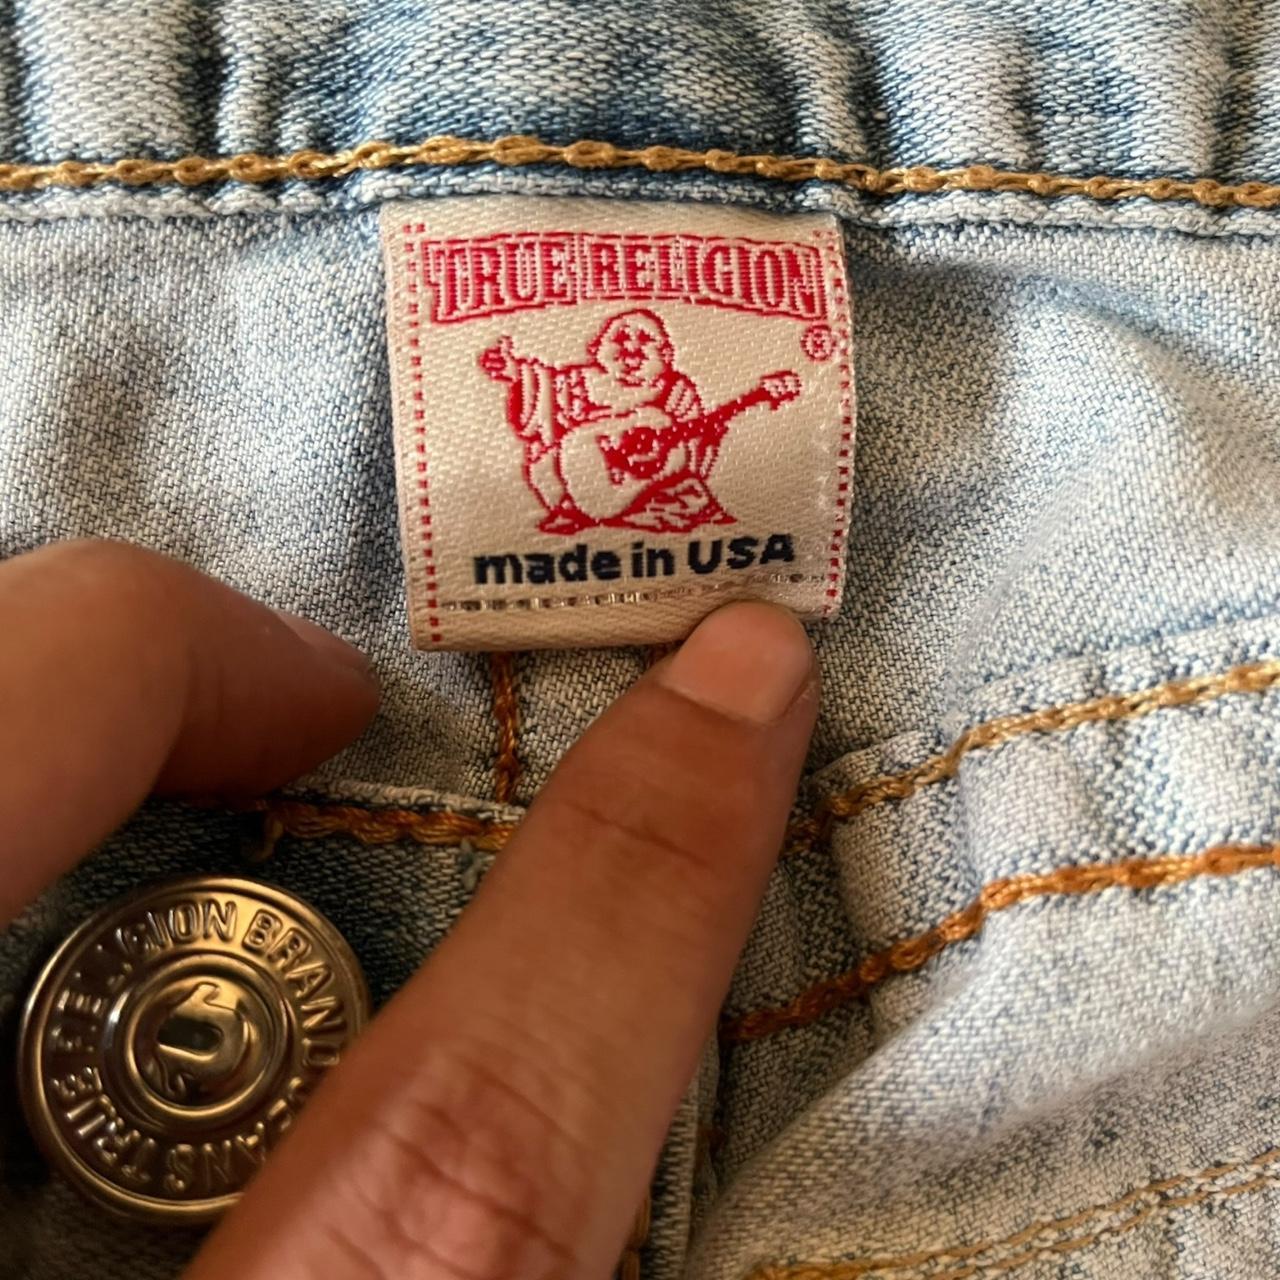 TRUE RELIGION
®
made in USA
RELIGION BRAND JEANS TRUE